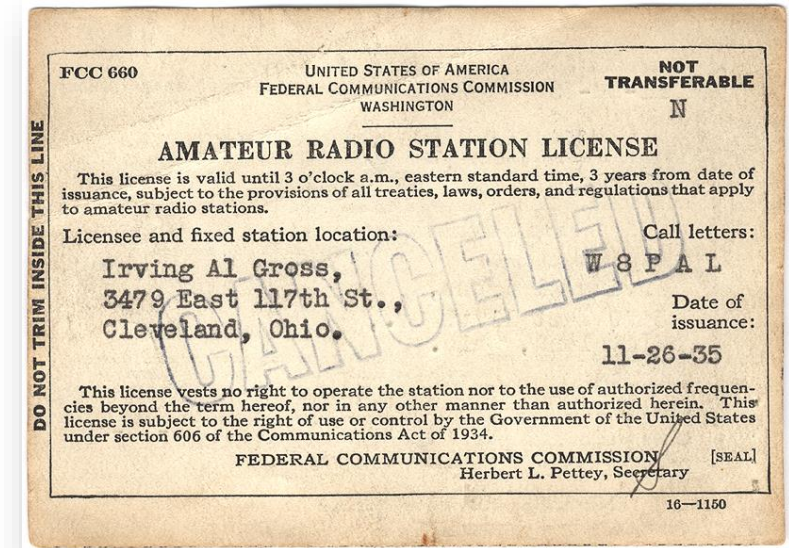 FCC 660
UNITED STATES OF AMERICA
FEDERAL COMMUNICATIONS COMMISSION
WASHINGTON
NOT
TRANSFERABLE
N
AMATEUR RADIO STATION LICENSE
This license is valid until 3 o'clock a.m., eastern standard time, 3 years from date of
issuance, subject to the provisions of all treaties, laws, orders, and regulations that apply
to amateur radio stations.
Licensee and fixed station location:
Irving Al Gross,
3479 East 117th St.,
Cleveland, Ohio.
Call letters:
W 8 P A L
Date of
issuance:
11-26-35
CANCELED
This license vests no right to operate the station nor to the use of authorized frequen-
cies beyond the term hereof, nor in any other manner than authorized herein. This
license is subject to the right of use or control by the Government of the United States
under section 606 of the Communications Act of 1934.
FEDERAL COMMUNICATIONS COMMISSION
Herbert L. Pettey, Secretary
[SEAL]
16—1150
DO NOT TRIM INSIDE THIS LINE